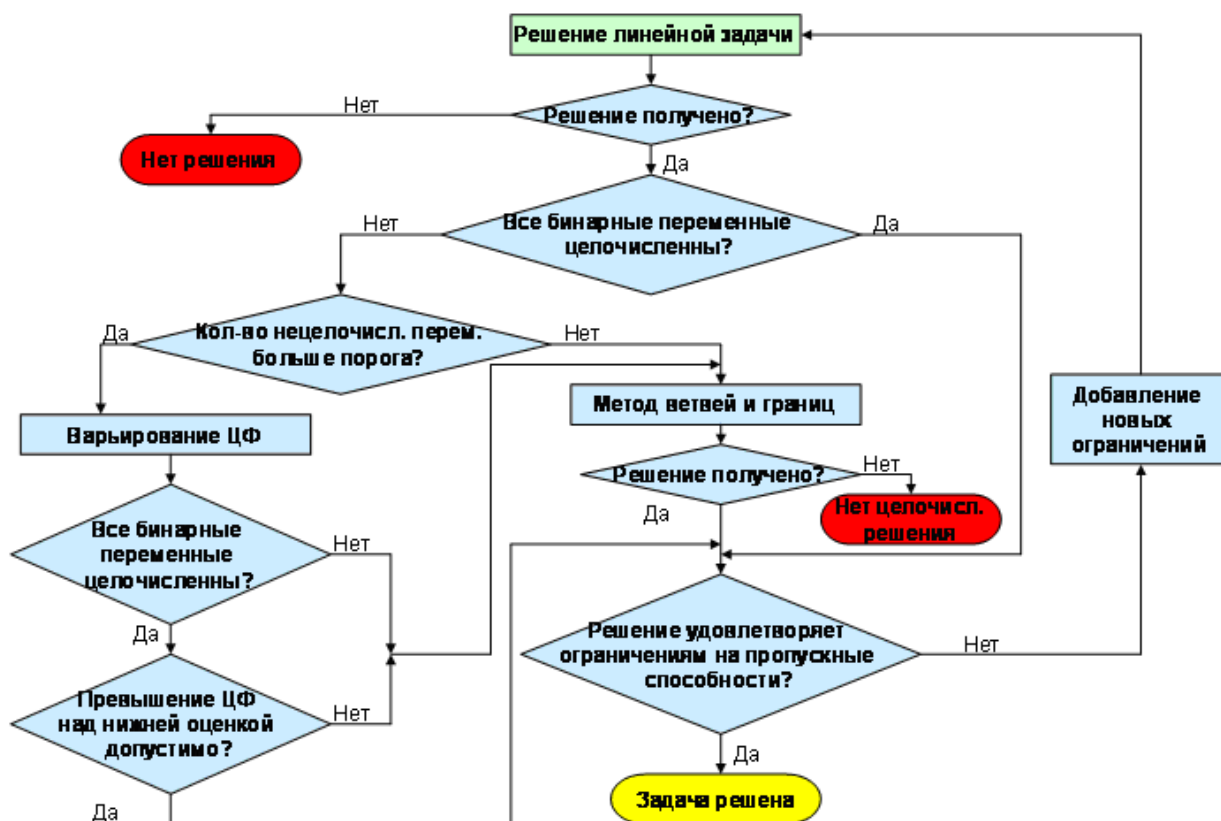 Решение линейной задачи
Нет
Решение получено?
Нет решения
Да
Нет
Все бинарные переменные
целочисленны?
Да
Да
Кол-во нецелочисл. перем.
больше порога?
Нет
Варьирование ЦФ
Метод ветвей и границ
Добавление
новых
ограничений
Решение получено?
Нет
Да
Нет целочисл.
решения
Все бинарные
переменные
целочисленны?
Нет
Да
Решение удовлетворяет
ограничениям на пропускные
способности?
Нет
Превышение ЦФ
над нижней оценкой
допустимо?
Нет
Да
Да
Задача решена